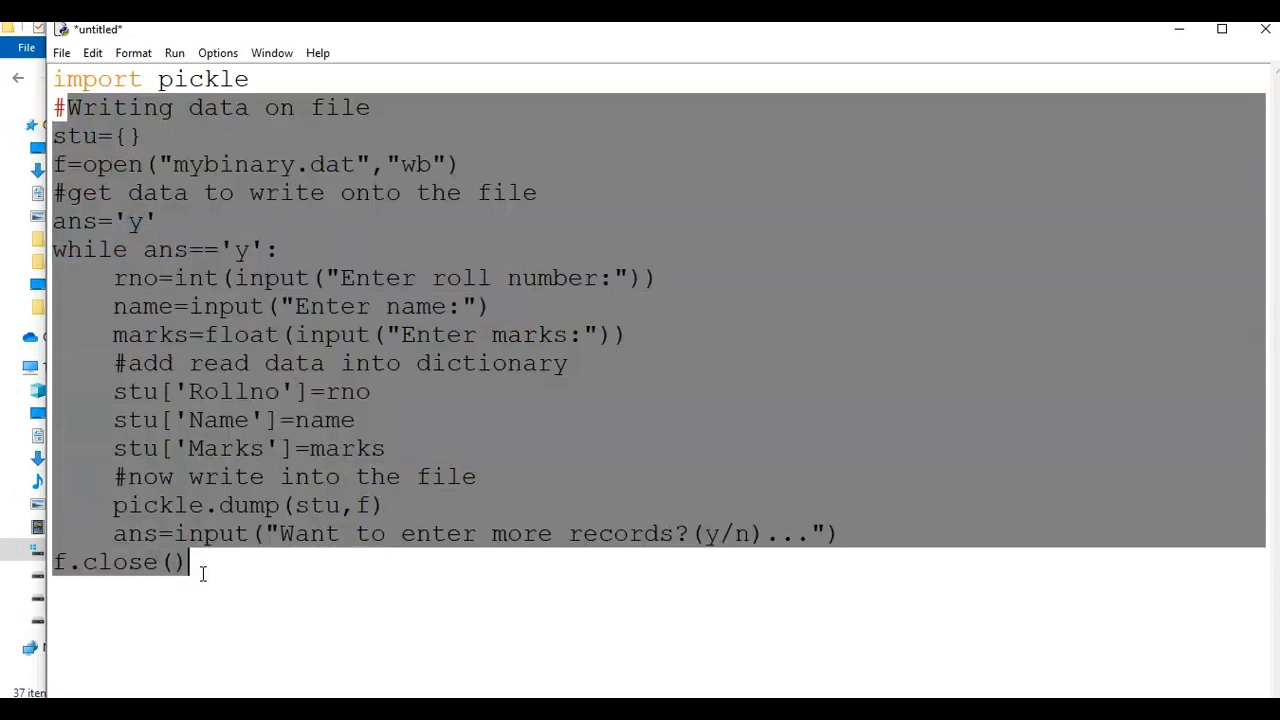 *untitled*
File
File Edit Format Run Options Window Help
import pickle
#Writing data on file
stu={}
f=open("mybinary.dat","wb")
#get data to write onto the file
ans='y'
while ans=='y':
    rno=int(input("Enter roll number:"))
    name=input("Enter name:")
    marks=float(input("Enter marks:"))
    #add read data into dictionary
    stu['Rollno']=rno
    stu['Name']=name
    stu['Marks']=marks
    #now write into the file
    pickle.dump(stu,f)
    ans=input("Want to enter more records?(y/n)...")
f.close()
37 iten